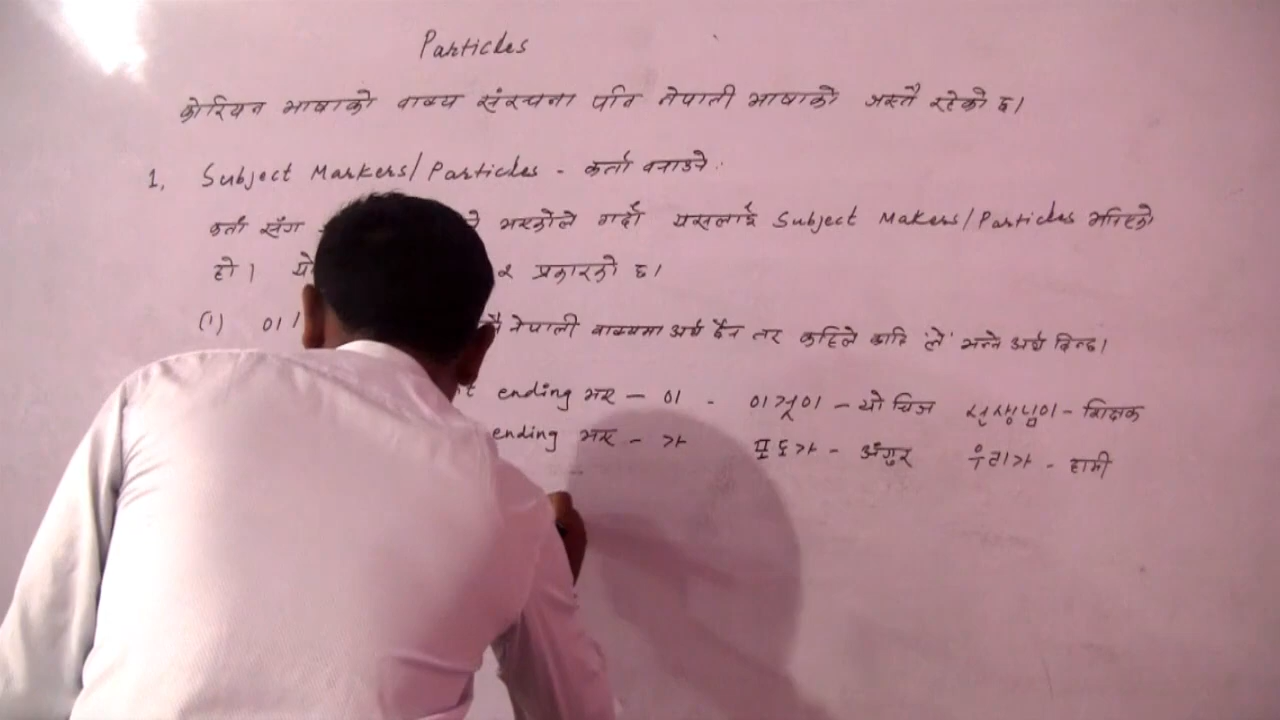 Particles
कोरियन भाषाको वाक्य संरचना पनि नेपाली भाषाको जस्तै रहेको छ।
1. Subject Markers/Particles - कर्ता बनाउने:
कर्ता सँग भएकोले गर्दा यसलाई Subject Makers/Particles भनिएको
हो। यो २ प्रकारको छ।
(i) 이/ नेपाली वाक्यमा अर्थ छैन तर कहिले काहि 'ले' भन्ने अर्थ दिन्छ।
ending भए - 이 - 이것이 - यो चिज 선생님이 - शिक्षक
ending भए - 가 포도가 - अँगुर 우리가 - हामी